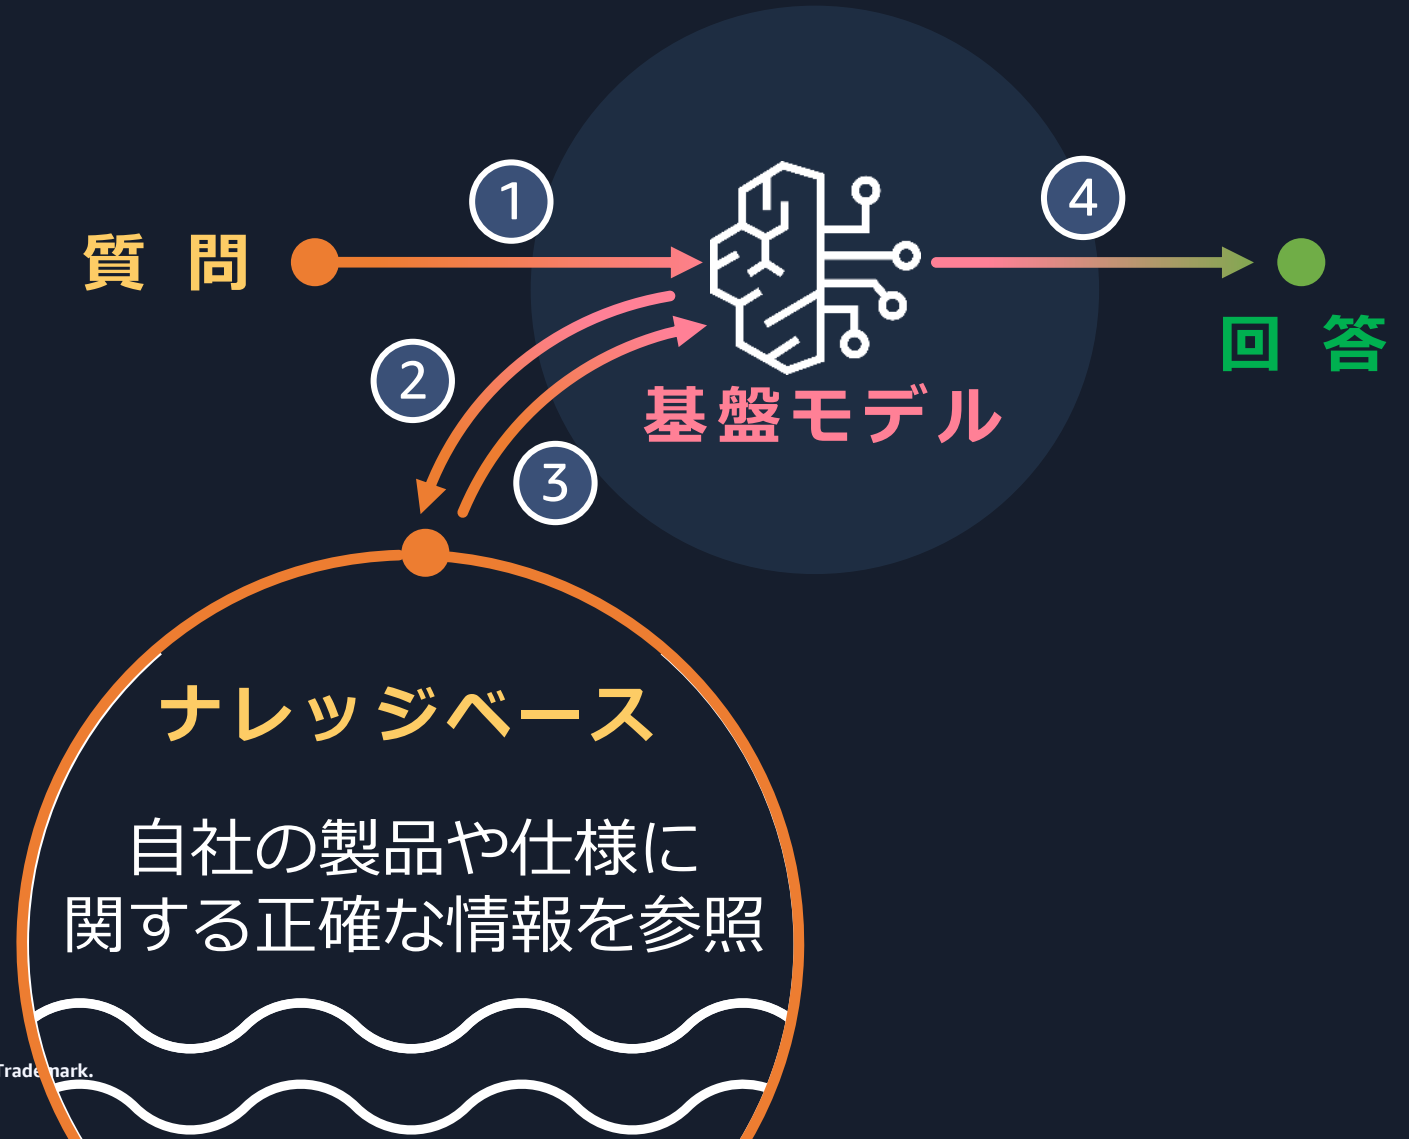 1
4
質 問
回 答
2
基盤モデル
3
ナレッジベース
自社の製品や仕様に
関する正確な情報を参照
Trademark.